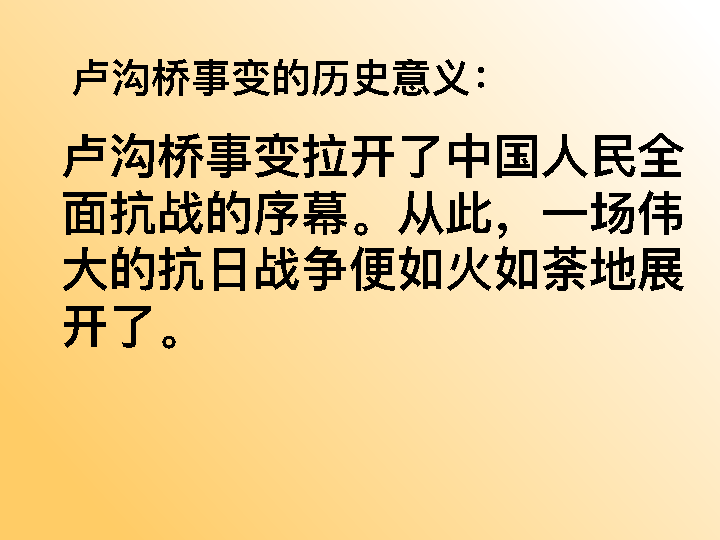 卢沟桥事变的历史意义：
卢沟桥事变拉开了中国人民全
面抗战的序幕。从此，一场伟
大的抗日战争便如火如荼地展
开了。